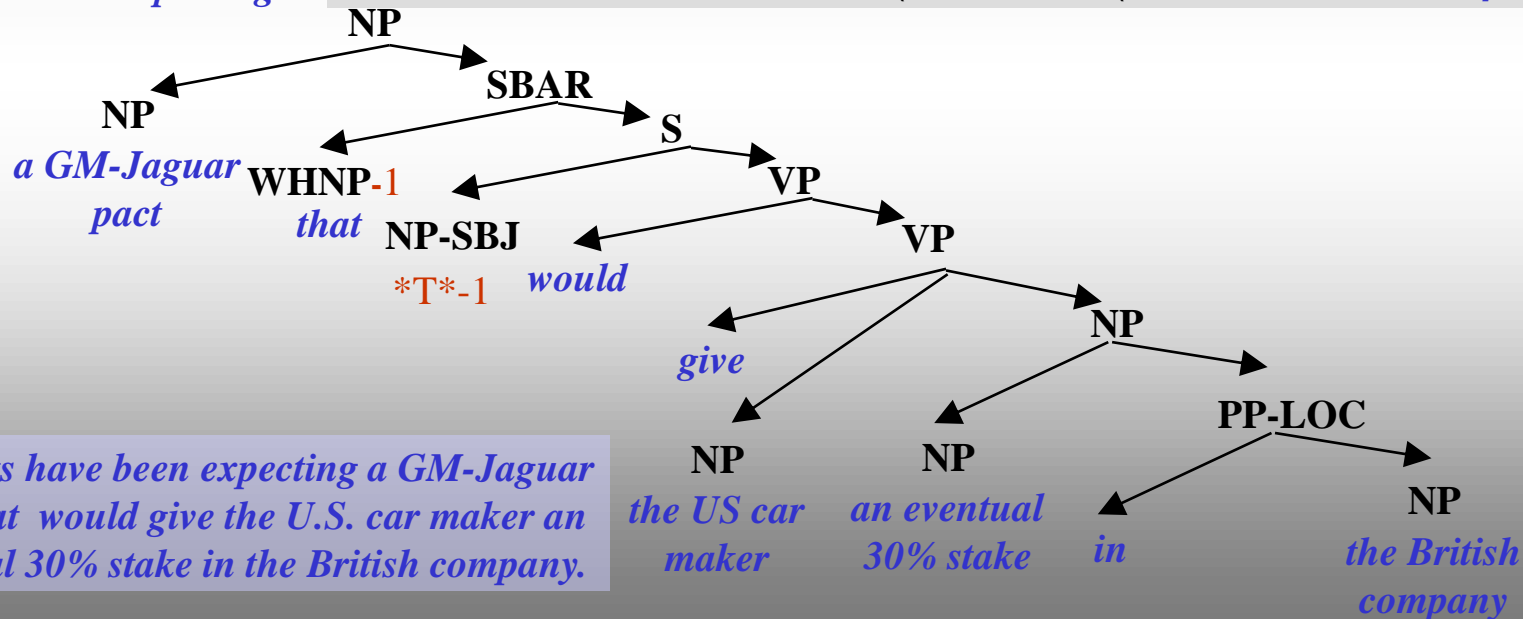 NP
SBAR
NP
S
a GM-Jaguar
pact
WHNP-1
that
VP
NP-SBJ
*T*-1
would
VP
give
NP
PP-LOC
NP
the US car
maker
NP
an eventual
30% stake
in
NP
the British
company
have been expecting a GM-Jaguar
would give the U.S. car maker an
30% stake in the British company.